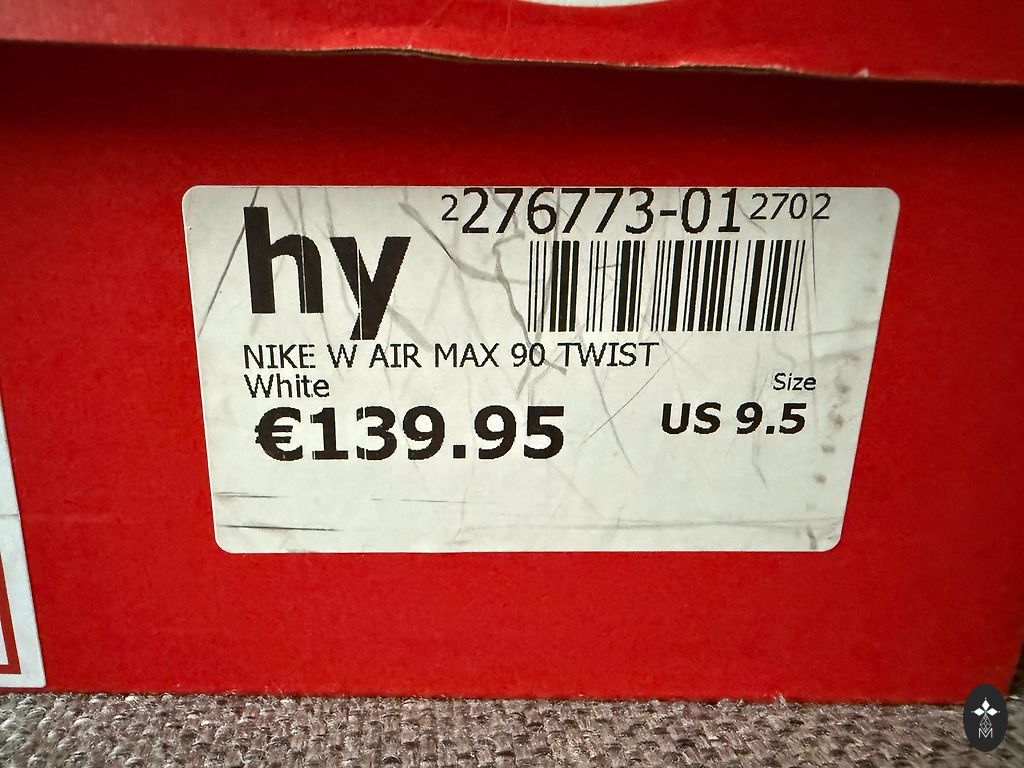 hy
2276773-012702
NIKE W AIR MAX 90 TWIST
White
Size
€139.95
US 9.5
M